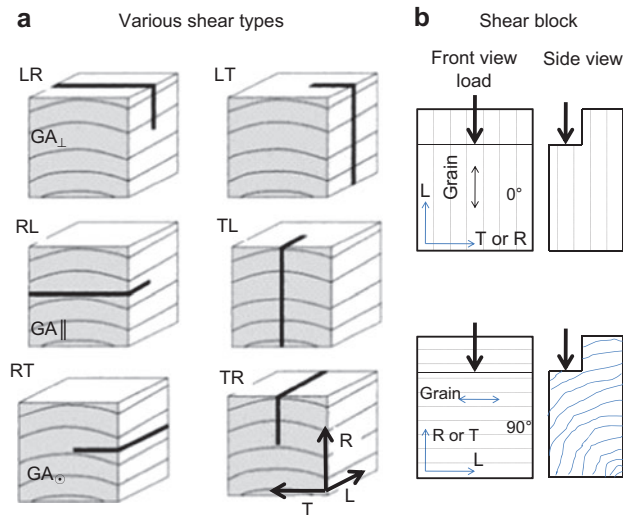 a Various shear types
LR
GA⊥
LT
RL
GA||
TL
RT
GA⊙
TR
R
L
T
b Shear block
Front view Side view
load
Grain
L
0°
T or R
Grain
R or T
90°
L